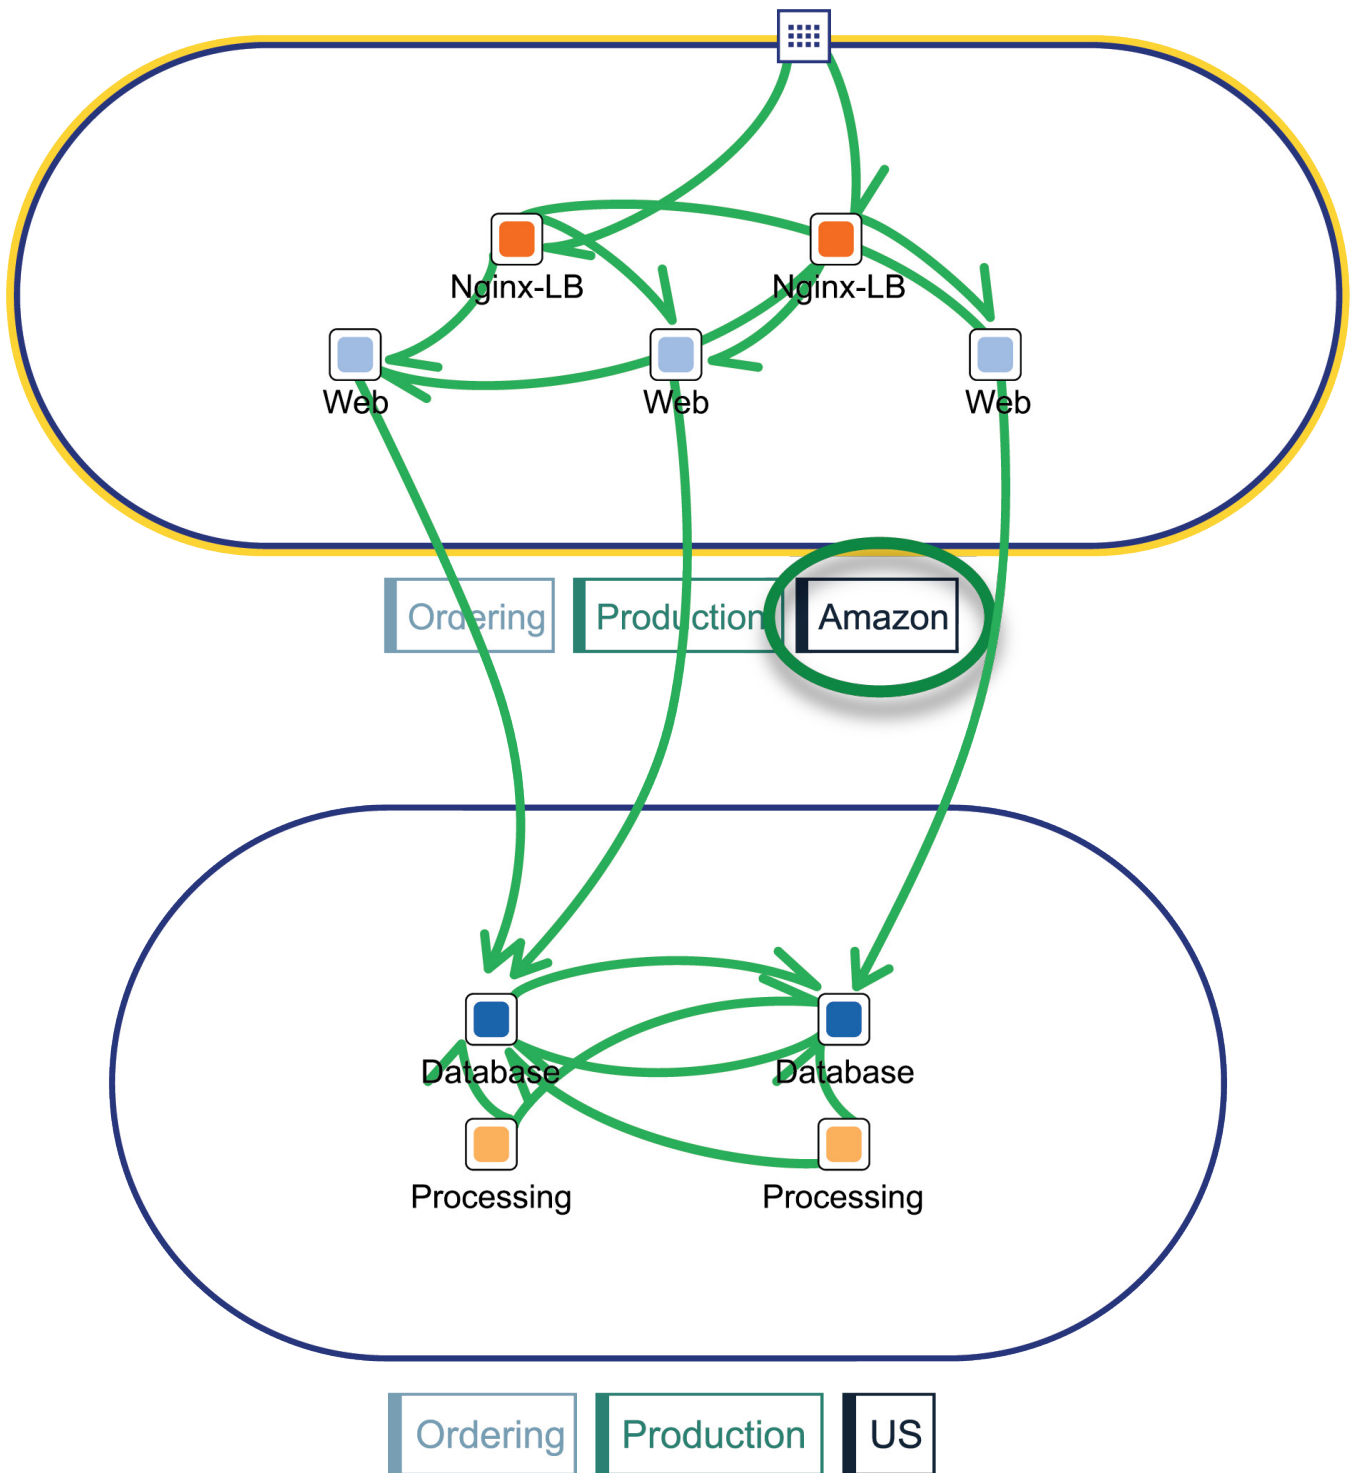 Nginx-LB Nginx-LB
Web Web Web
Ordering Production Amazon
Database Database
Processing Processing
Ordering Production US